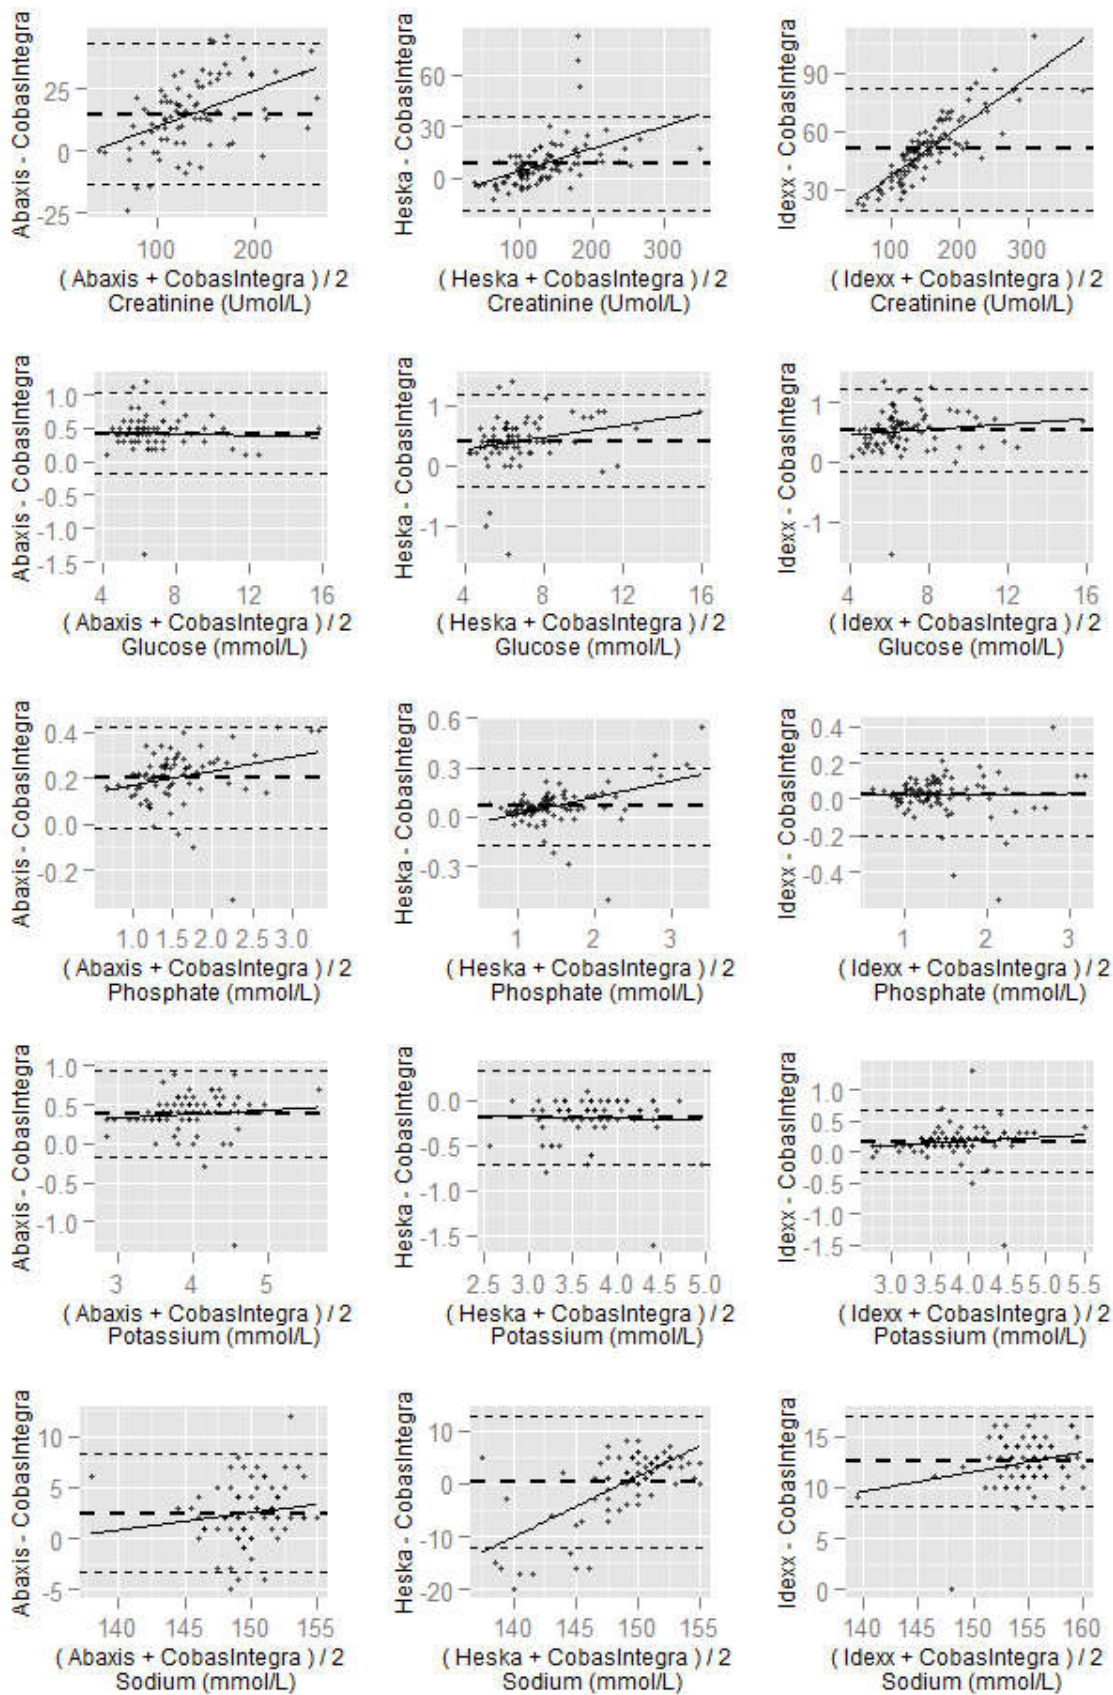 Abaxis - CobasIntegra
25
0
-25
100 200
( Abaxis + CobasIntegra ) / 2
Creatinine (Umol/L)
Heska - CobasIntegra
60
30
0
100 200 300
( Heska + CobasIntegra ) / 2
Creatinine (Umol/L)
Idexx - CobasIntegra
90
60
30
100 200 300
( Idexx + CobasIntegra ) / 2
Creatinine (Umol/L)
Abaxis - CobasIntegra
1.0
0.5
0.0
-0.5
-1.0
-1.5
4 8 12 16
( Abaxis + CobasIntegra ) / 2
Glucose (mmol/L)
Heska - CobasIntegra
1
0
-1
4 8 12 16
( Heska + CobasIntegra ) / 2
Glucose (mmol/L)
Idexx - CobasIntegra
1
0
-1
4 8 12 16
( Idexx + CobasIntegra ) / 2
Glucose (mmol/L)
Abaxis - CobasIntegra
0.4
0.2
0.0
-0.2
1.0 1.5 2.0 2.5 3.0
( Abaxis + CobasIntegra ) / 2
Phosphate (mmol/L)
Heska - CobasIntegra
0.6
0.3
0.0
-0.3
1 2 3
( Heska + CobasIntegra ) / 2
Phosphate (mmol/L)
Idexx - CobasIntegra
0.4
0.2
0.0
-0.2
-0.4
1 2 3
( Idexx + CobasIntegra ) / 2
Phosphate (mmol/L)
Abaxis - CobasIntegra
1.0
0.5
0.0
-0.5
-1.0
3 4 5
( Abaxis + CobasIntegra ) / 2
Potassium (mmol/L)
Heska - CobasIntegra
0.0
-0.5
-1.0
-1.5
2.5 3.0 3.5 4.0 4.5 5.0
( Heska + CobasIntegra ) / 2
Potassium (mmol/L)
Idexx - CobasIntegra
1.0
0.5
0.0
-0.5
-1.0
-1.5
3.0 3.5 4.0 4.5 5.0 5.5
( Idexx + CobasIntegra ) / 2
Potassium (mmol/L)
Abaxis - CobasIntegra
10
5
0
-5
140 145 150 155
( Abaxis + CobasIntegra ) / 2
Sodium (mmol/L)
Heska - CobasIntegra
10
0
-10
-20
140 145 150 155
( Heska + CobasIntegra ) / 2
Sodium (mmol/L)
Idexx - CobasIntegra
15
10
5
0
140 145 150 155 160
( Idexx + CobasIntegra ) / 2
Sodium (mmol/L)